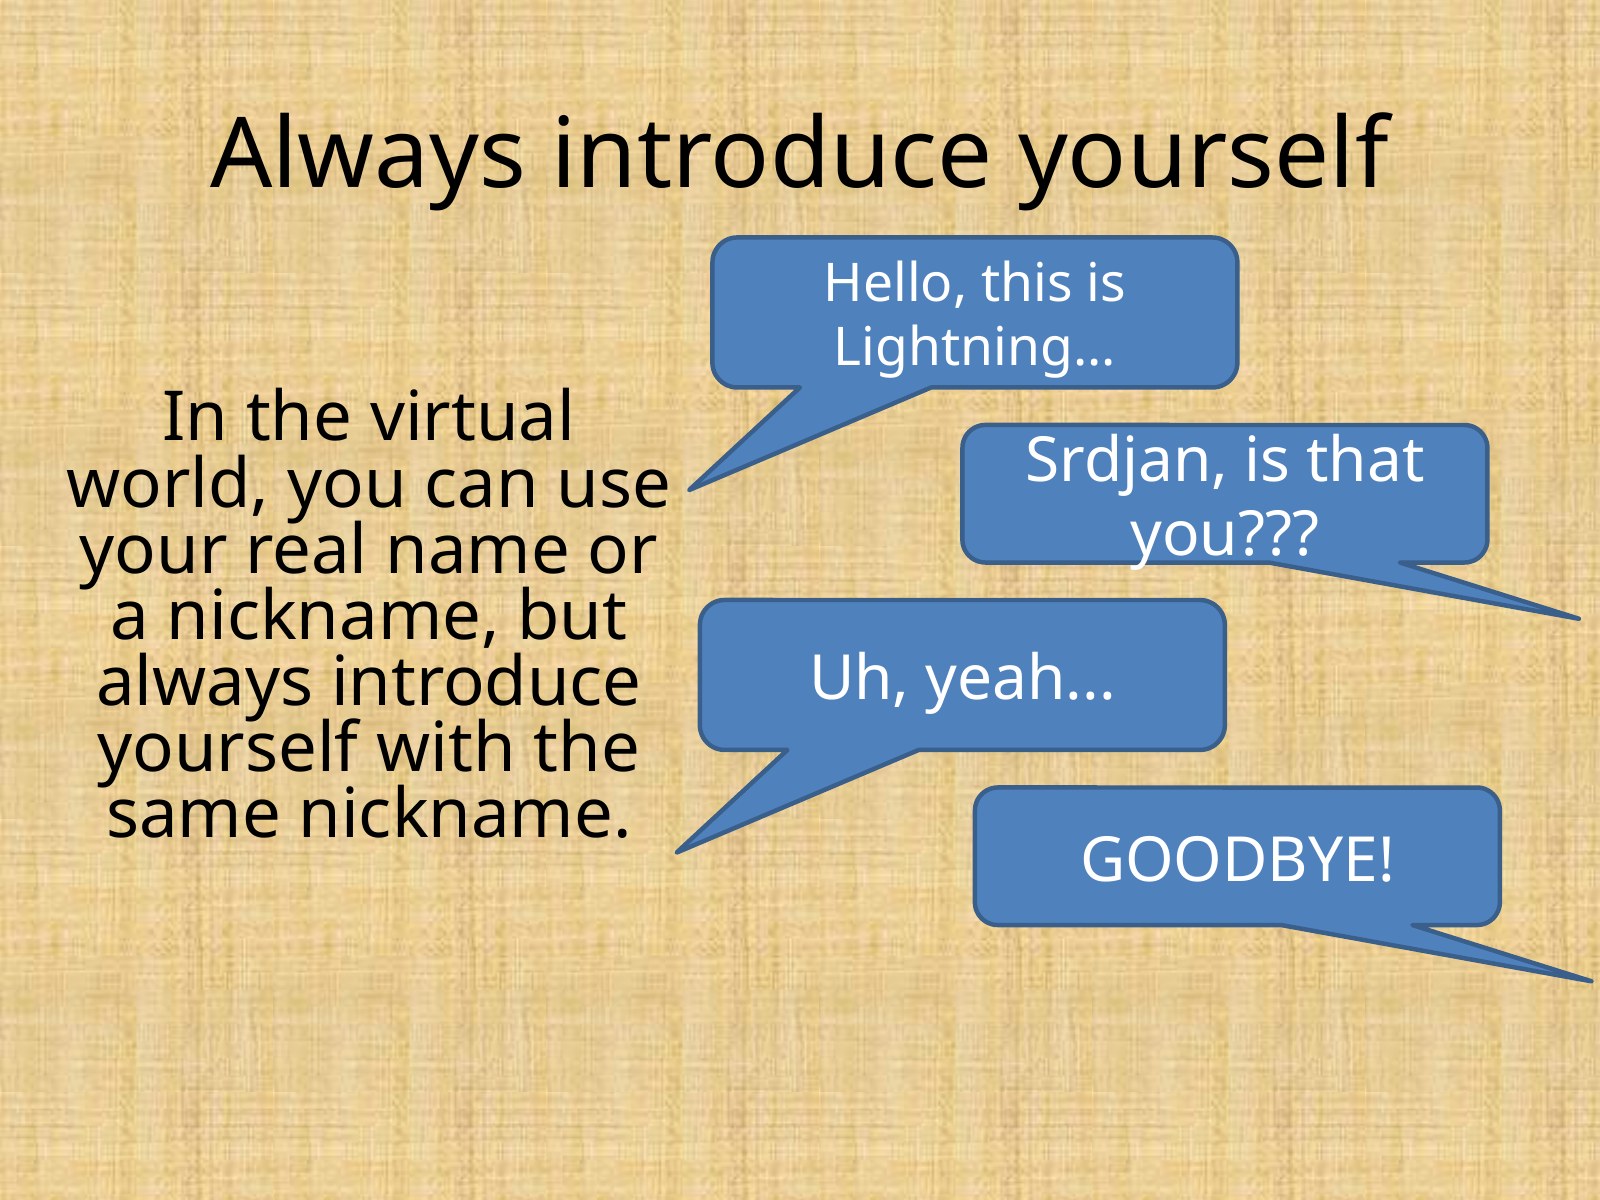 Always introduce yourself
Hello, this is
Lightning...
In the virtual
world, you can use
your real name or
a nickname, but
always introduce
yourself with the
same nickname.
Srdjan, is that
you???
Uh, yeah...
GOODBYE!